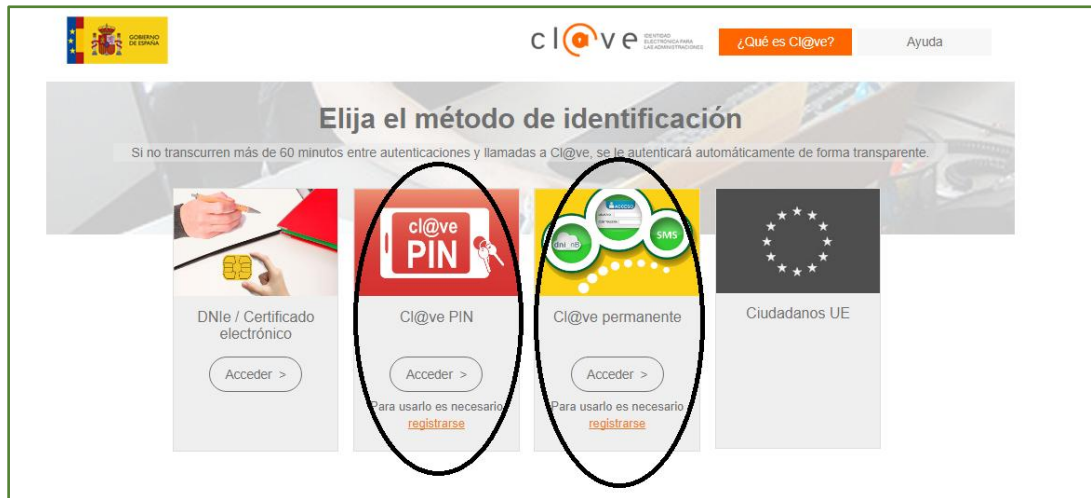 GOBIERNO
DE ESPAÑA
cl@ve
IDENTIDAD
ELECTRÓNICA PARA
LAS ADMINISTRACIONES
¿Qué es Cl@ve?
Ayuda
Elija el método de identificación
Si no transcurren más de 60 minutos entre autenticaciones y llamadas a Cl@ve, se le autenticará automáticamente de forma transparente.
cl@ve
PIN
SMS
DNIe / Certificado
electrónico
Acceder >
Cl@ve PIN
Acceder >
Para usarlo es necesario
registrarse
Cl@ve permanente
Acceder >
Para usarlo es necesario
registrarse
Ciudadanos UE